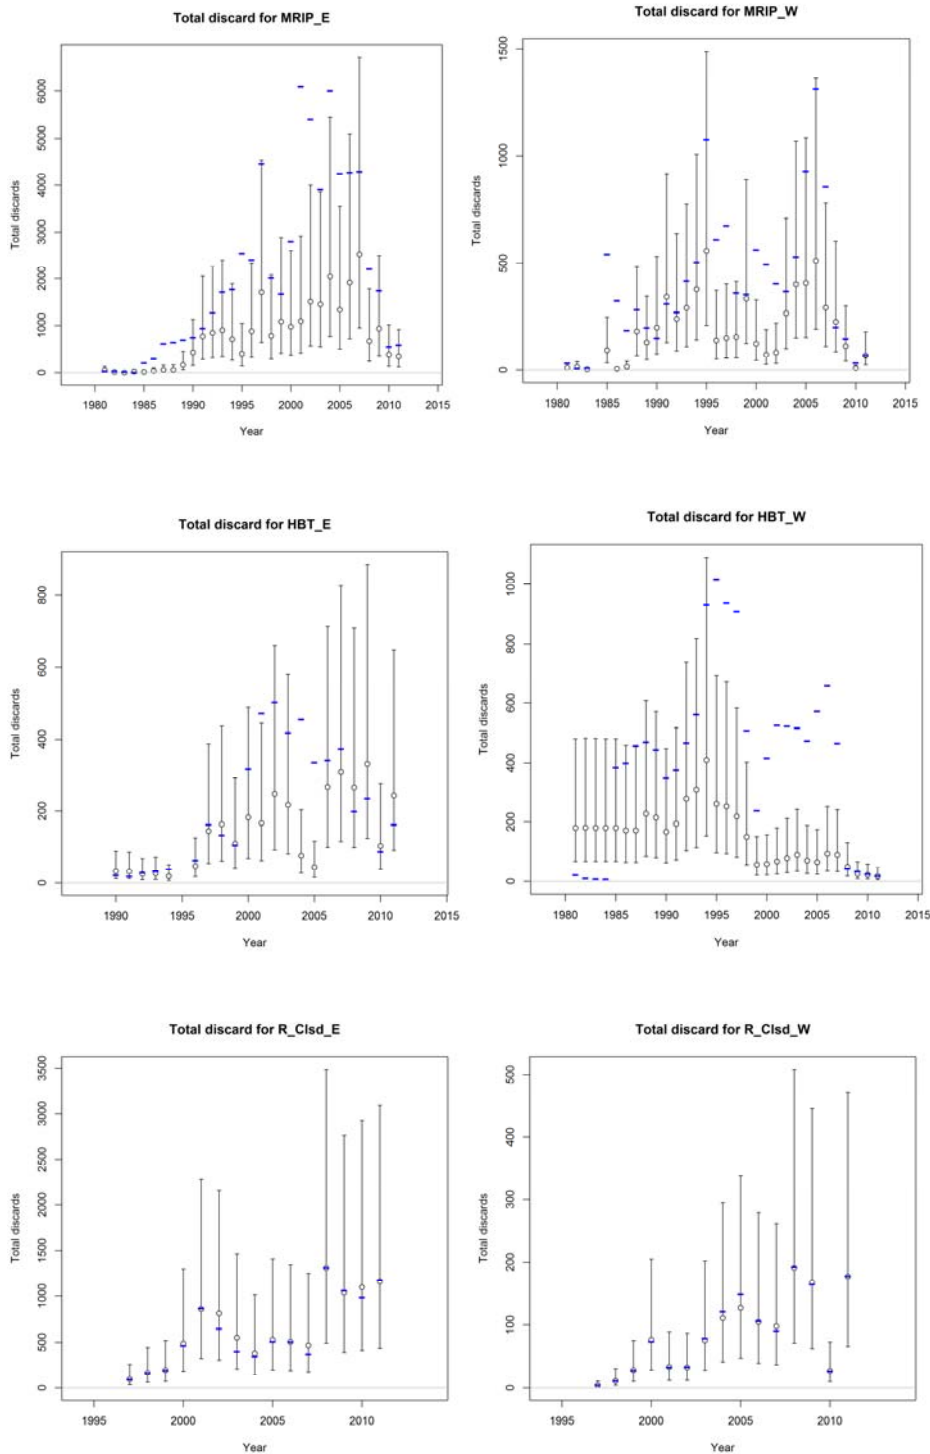 Total discard for MRIP_E
Total discards
6000
5000
4000
3000
2000
1000
0
1980 1985 1990 1995 2000 2005 2010 2015
Year
Total discard for MRIP_W
Total discards
1500
1000
500
0
1980 1985 1990 1995 2000 2005 2010 2015
Year
Total discard for HBT_E
Total discards
800
600
400
200
0
1990 1995 2000 2005 2010 2015
Year
Total discard for HBT_W
Total discards
1000
800
600
400
200
0
1980 1985 1990 1995 2000 2005 2010 2015
Year
Total discard for R_Clsd_E
Total discards
3500
3000
2500
2000
1500
1000
500
0
1995 2000 2005 2010
Year
Total discard for R_Clsd_W
Total discards
500
400
300
200
100
0
1995 2000 2005 2010
Year